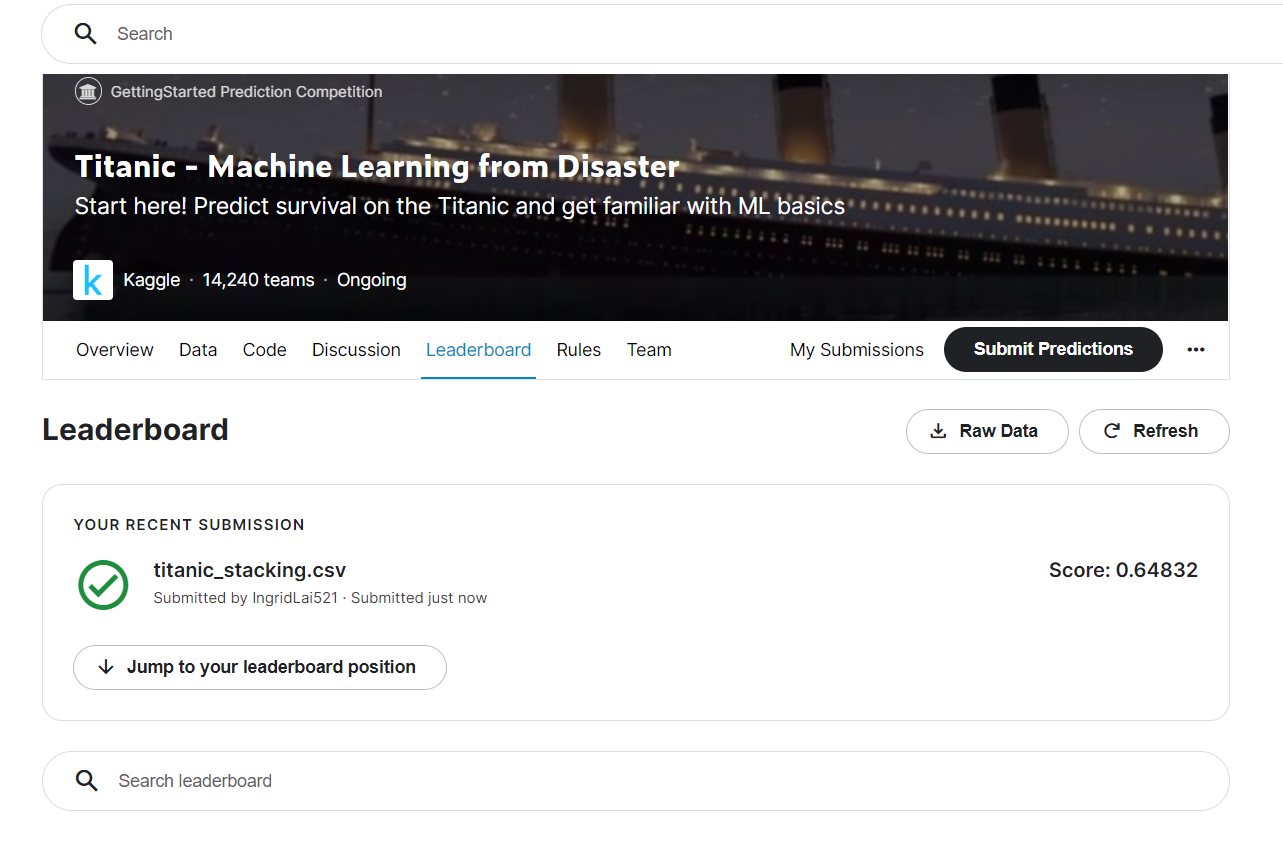 Search
GettingStarted Prediction Competition
Titanic - Machine Learning from Disaster
Start here! Predict survival on the Titanic and get familiar with ML basics
k
Kaggle · 14,240 teams · Ongoing
Overview Data Code Discussion Leaderboard Rules Team My Submissions Submit Predictions
Leaderboard
Raw Data Refresh
YOUR RECENT SUBMISSION
titanic_stacking.csv Score: 0.64832
Submitted by IngridLai521 · Submitted just now
Jump to your leaderboard position
Search leaderboard